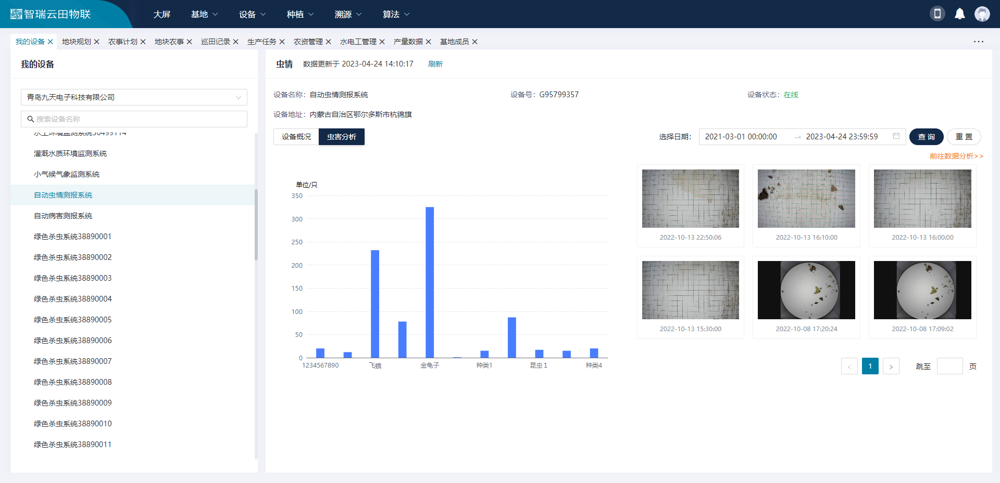 智瑞云田物联
大屏 基地 设备 种植 溯源 算法
我的设备 地块规划 农事计划 地块农事 巡田记录 生产任务 农资管理 水电工管理 产量数据 基地成员
我的设备
青岛九天电子科技有限公司
搜索设备名称
灌溉水质环境监测系统
小气候气象监测系统
自动虫情测报系统
自动病害测报系统
绿色杀虫系统38890001
绿色杀虫系统38890002
绿色杀虫系统38890003
绿色杀虫系统38890004
绿色杀虫系统38890005
绿色杀虫系统38890006
绿色杀虫系统38890007
绿色杀虫系统38890008
绿色杀虫系统38890009
绿色杀虫系统38890010
绿色杀虫系统38890011
虫情 数据更新于 2023-04-24 14:10:17 刷新
设备名称：自动虫情测报系统 设备号：G95799357 设备状态：在线
设备地址：内蒙古自治区鄂尔多斯市杭锦旗
设备概况 虫害分析 选择日期： 2021-03-01 00:00:00 → 2023-04-24 23:59:59 查 询 重 置
前往数据分析>>
单位/只
350
300
250
200
150
100
50
0
1234567890 飞蛾 金龟子 种类1 昆虫 1 种类4
2022-10-13 22:50:06 2022-10-13 16:10:00 2022-10-13 16:00:00
2022-10-13 15:30:00 2022-10-08 17:20:24 2022-10-08 17:09:02
< 1 > 跳至 页